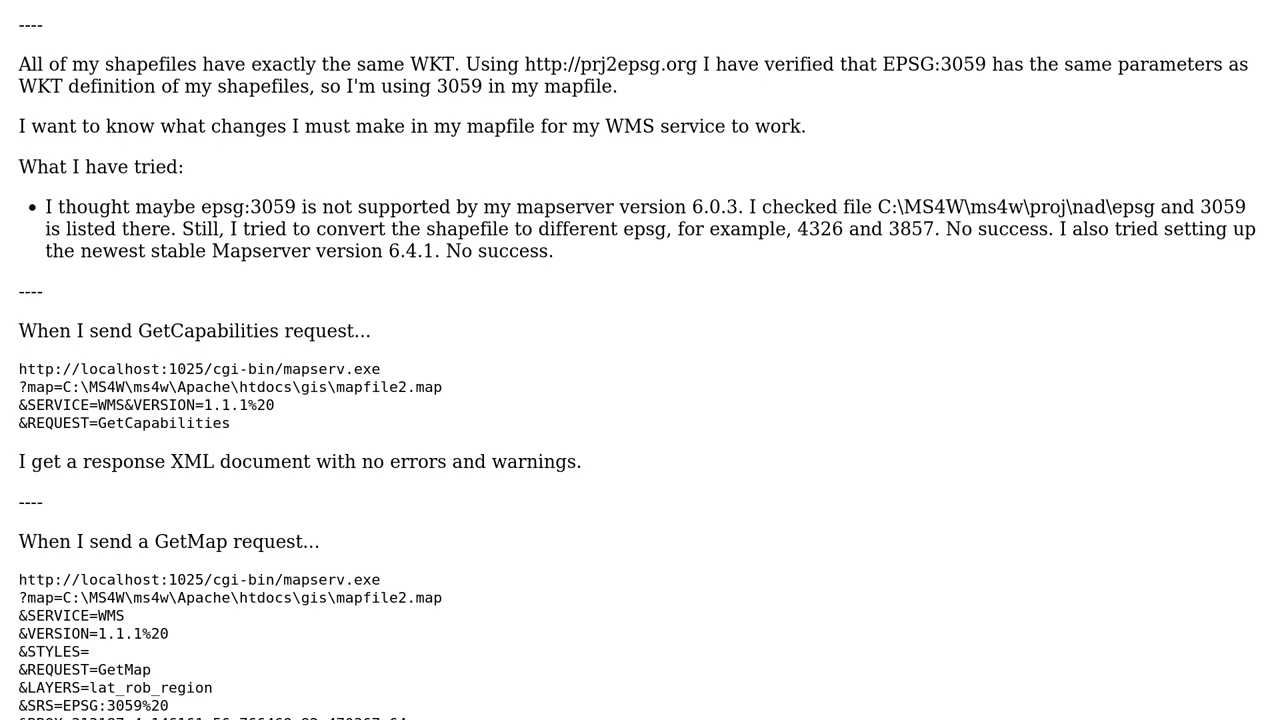 ----
All of my shapefiles have exactly the same WKT. Using http://prj2epsg.org I have verified that EPSG:3059 has the same parameters as
WKT definition of my shapefiles, so I'm using 3059 in my mapfile.
I want to know what changes I must make in my mapfile for my WMS service to work.
What I have tried:
• I thought maybe epsg:3059 is not supported by my mapserver version 6.0.3. I checked file C:\MS4W\ms4w\proj\nad\epsg and 3059
is listed there. Still, I tried to convert the shapefile to different epsg, for example, 4326 and 3857. No success. I also tried setting up
the newest stable Mapserver version 6.4.1. No success.
----
When I send GetCapabilities request...
http://localhost:1025/cgi-bin/mapserv.exe
?map=C:\MS4W\ms4w\Apache\htdocs\gis\mapfile2.map
&SERVICE=WMS&VERSION=1.1.1%20
&REQUEST=GetCapabilities
I get a response XML document with no errors and warnings.
----
When I send a GetMap request...
http://localhost:1025/cgi-bin/mapserv.exe
?map=C:\MS4W\ms4w\Apache\htdocs\gis\mapfile2.map
&SERVICE=WMS
&VERSION=1.1.1%20
&STYLES=
&REQUEST=GetMap
&LAYERS=lat_rob_region
&SRS=EPSG:3059%20